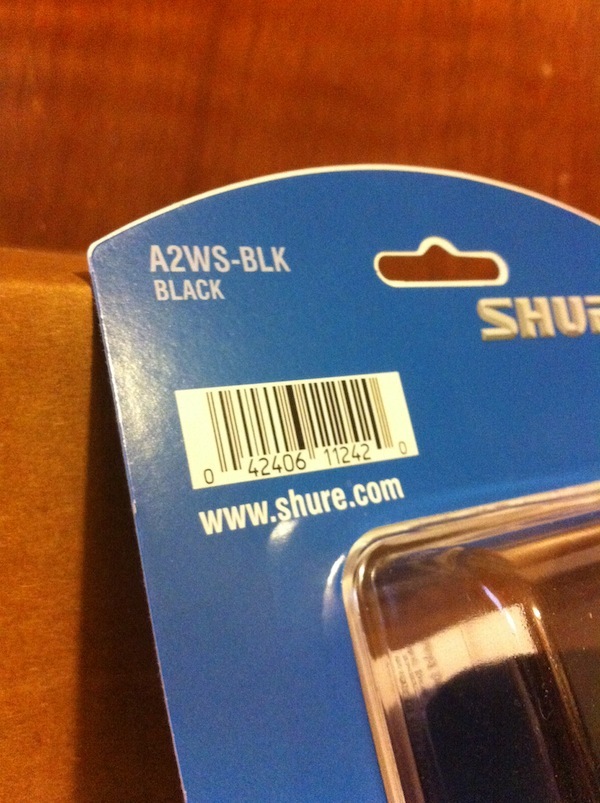 A2WS-BLK
BLACK
SHUR
0 42406 11242 0
www.shure.com